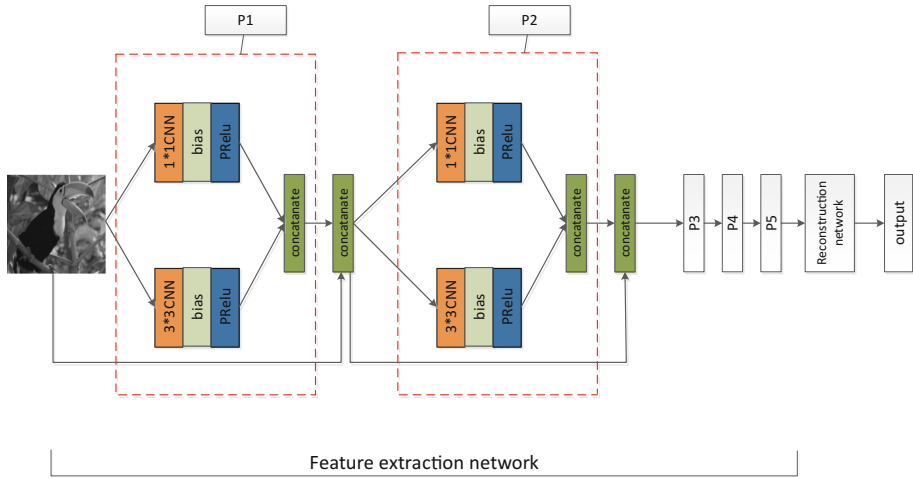 P1
P2
1*1CNN
bias
PRelu
3*3CNN
bias
PRelu
concatanate
concatanate
1*1CNN
bias
PRelu
3*3CNN
bias
PRelu
concatanate
concatanate
P3
P4
P5
Reconstruction
network
output
Feature extraction network